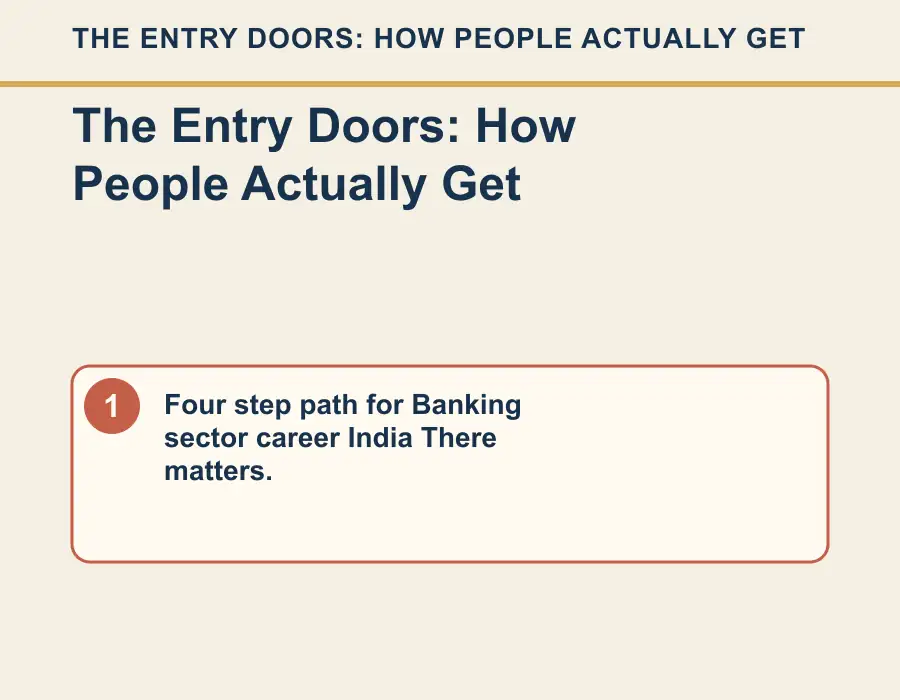 THE ENTRY DOORS: HOW PEOPLE ACTUALLY GET
The Entry Doors: How
People Actually Get
1
Four step path for Banking
sector career India There
matters.